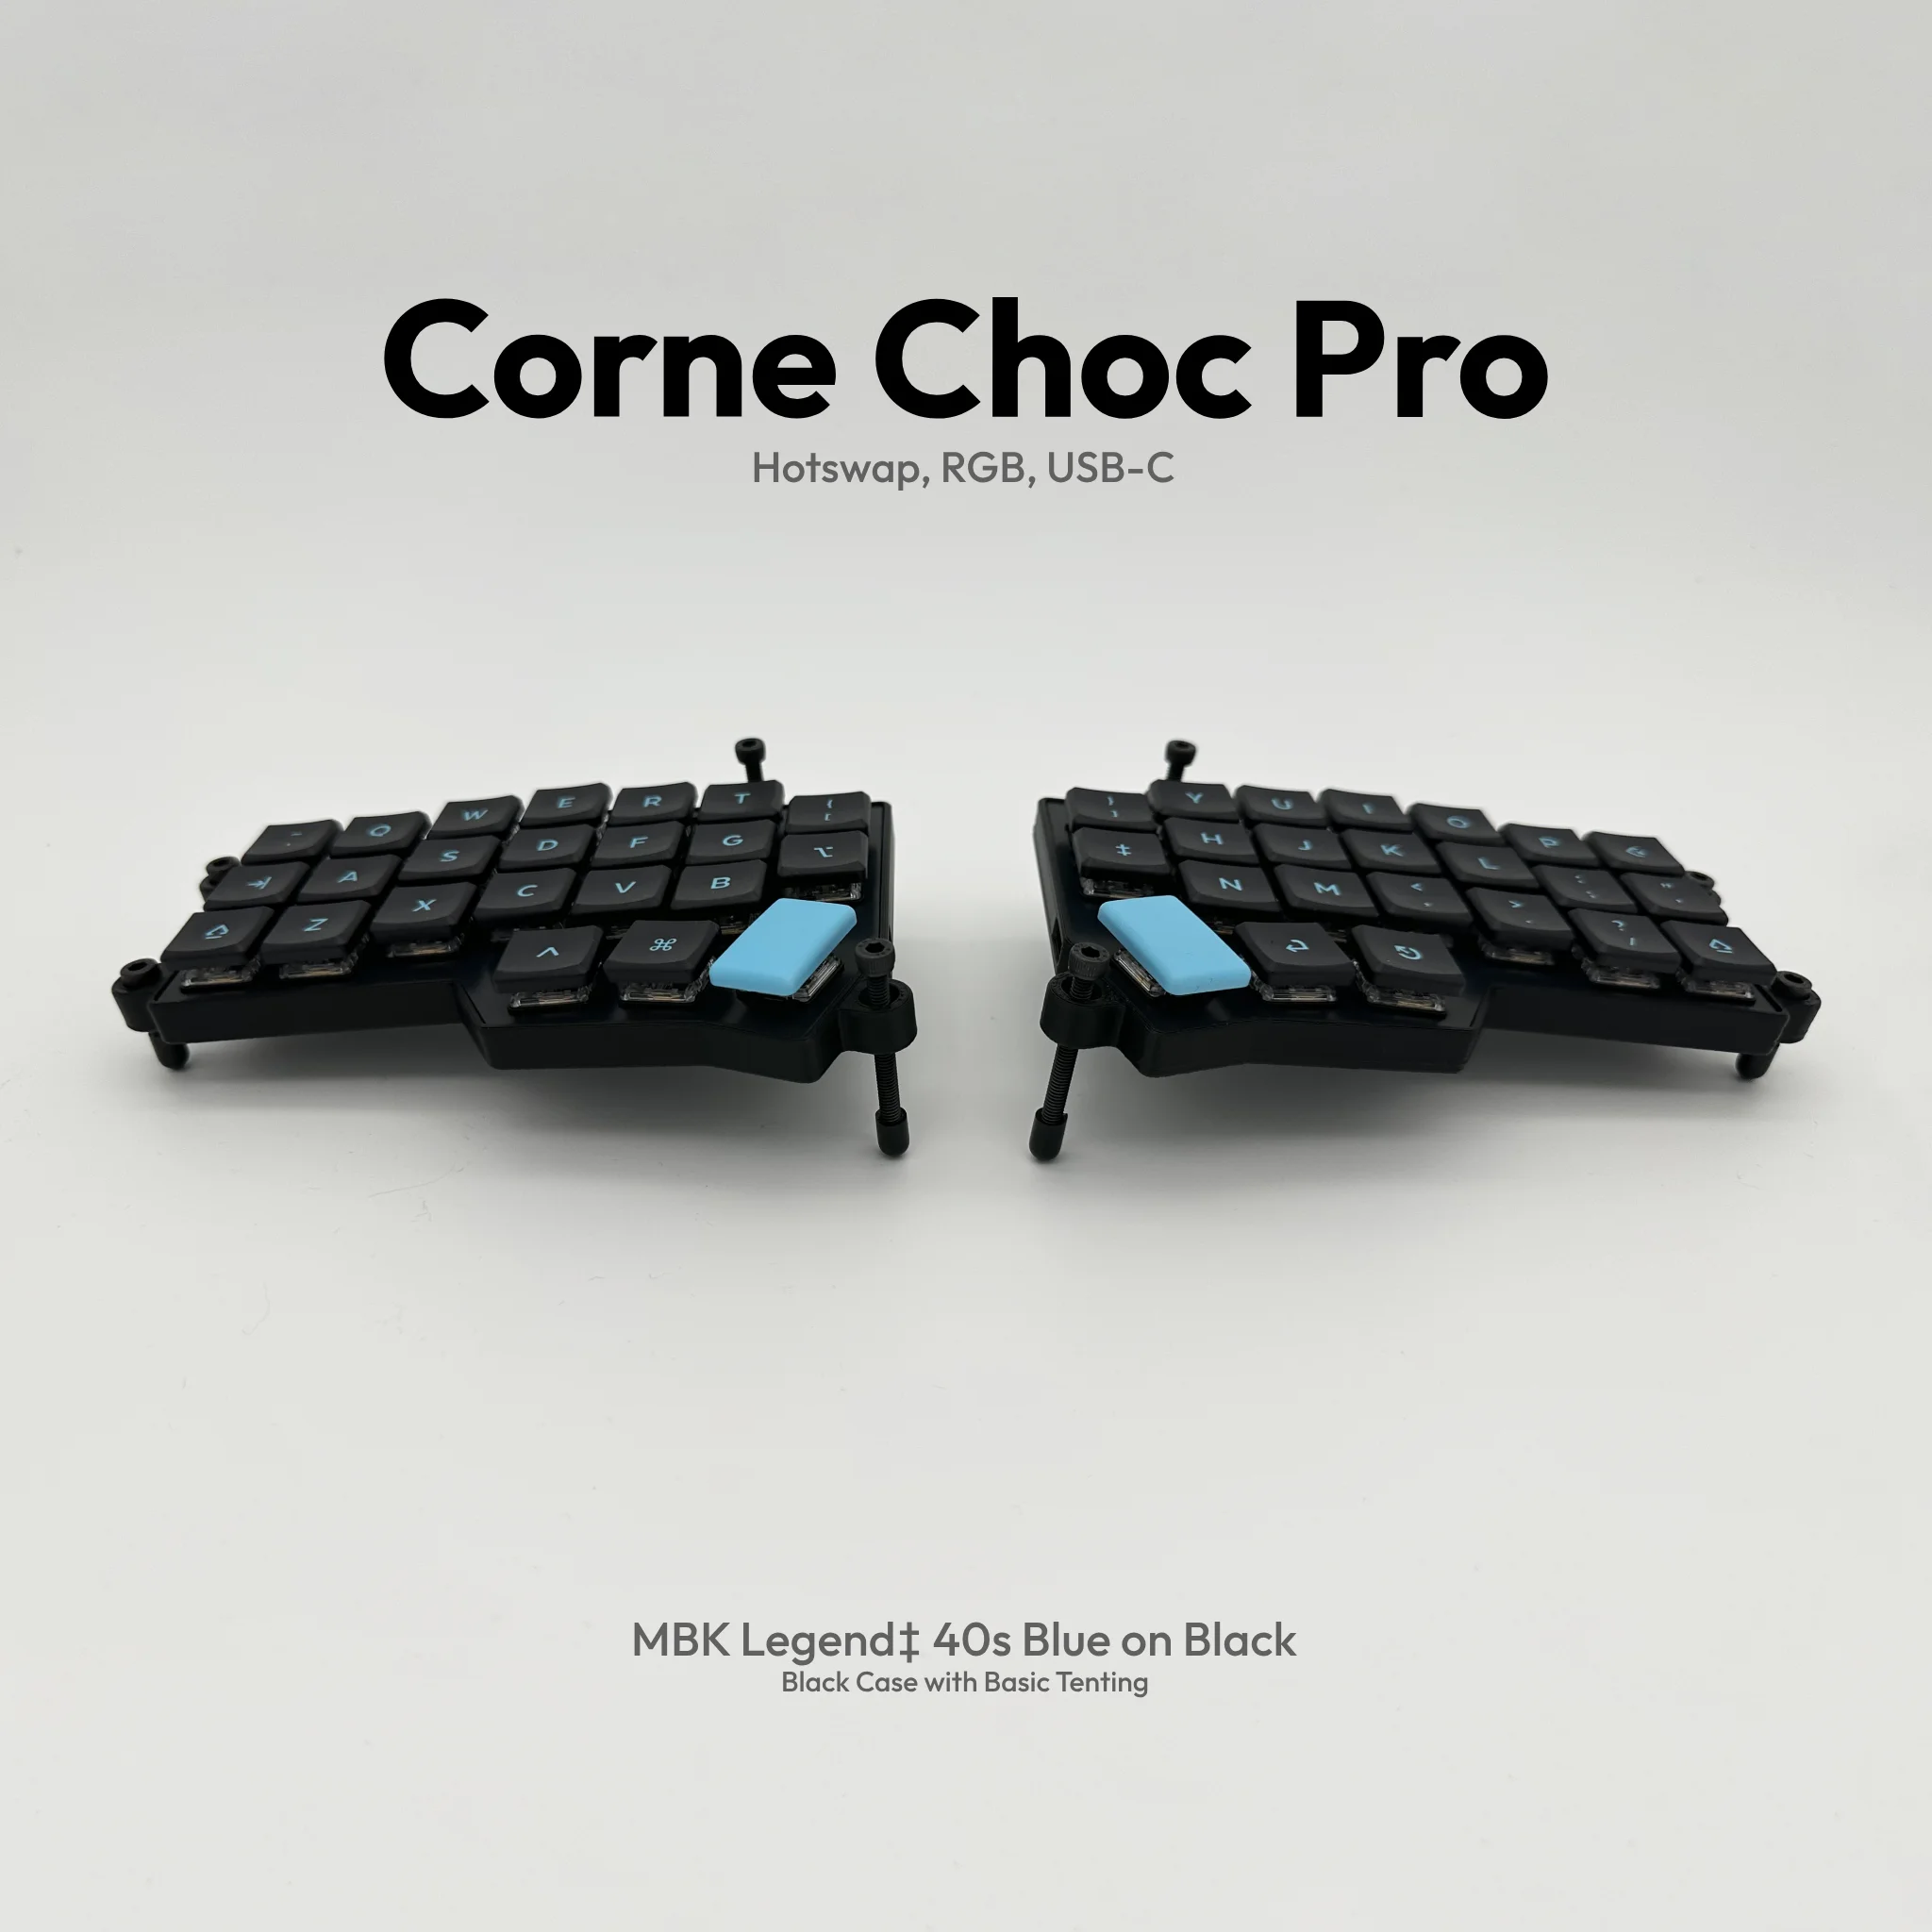 Corne Choc Pro
Hotswap, RGB, USB-C
Q W E R T { [
A S D F G ⌥
Z X C V B
^ ⌘
} ] Y U I O P
‡ H J K L : ; "
N M < , > . ? /
MBK Legend‡ 40s Blue on Black
Black Case with Basic Tenting